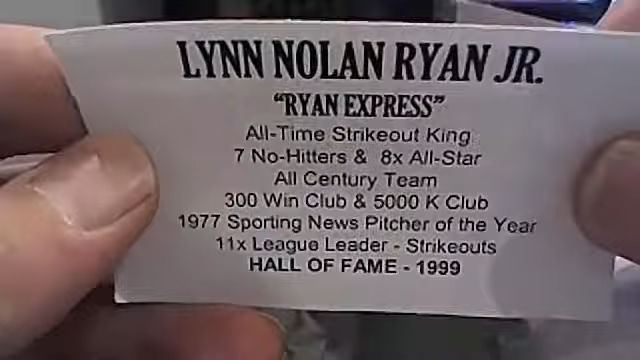 LYNN NOLAN RYAN JR.
"RYAN EXPRESS"
All-Time Strikeout King
7 No-Hitters & 8x All-Star
All Century Team
300 Win Club & 5000 K Club
1977 Sporting News Pitcher of the Year
11x League Leader - Strikeouts
HALL OF FAME - 1999